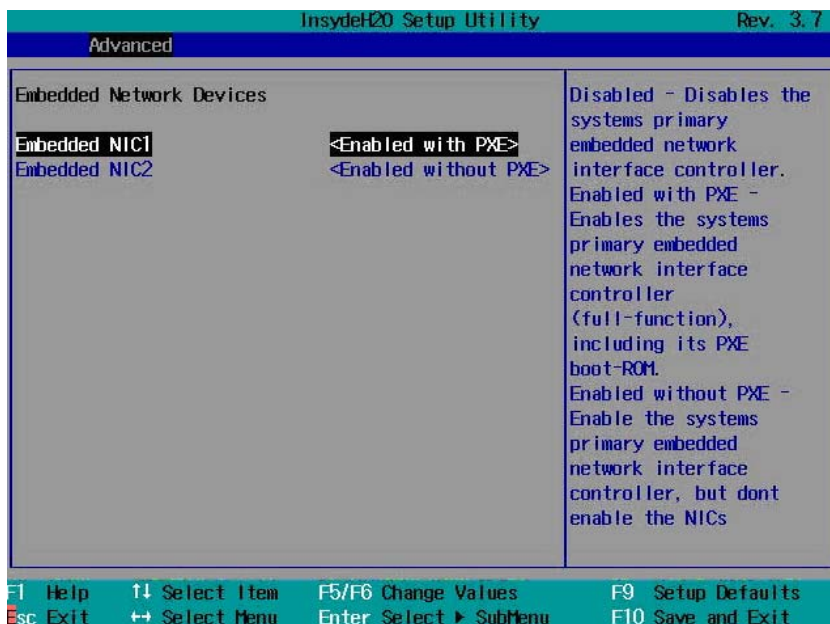 InsydeH2O Setup Utility Rev. 3.7
Advanced
Embedded Network Devices
Embedded NIC1 <Enabled with PXE>
Embedded NIC2 <Enabled without PXE>
Disabled - Disables the
systems primary
embedded network
interface controller.
Enabled with PXE -
Enables the systems
primary embedded
network interface
controller
(full-function),
including its PXE
boot-ROM.
Enabled without PXE -
Enable the systems
primary embedded
network interface
controller, but dont
enable the NICs
F1 Help ↑↓ Select Item F5/F6 Change Values F9 Setup Defaults
Esc Exit ↔ Select Menu Enter Select ▶ SubMenu F10 Save and Exit